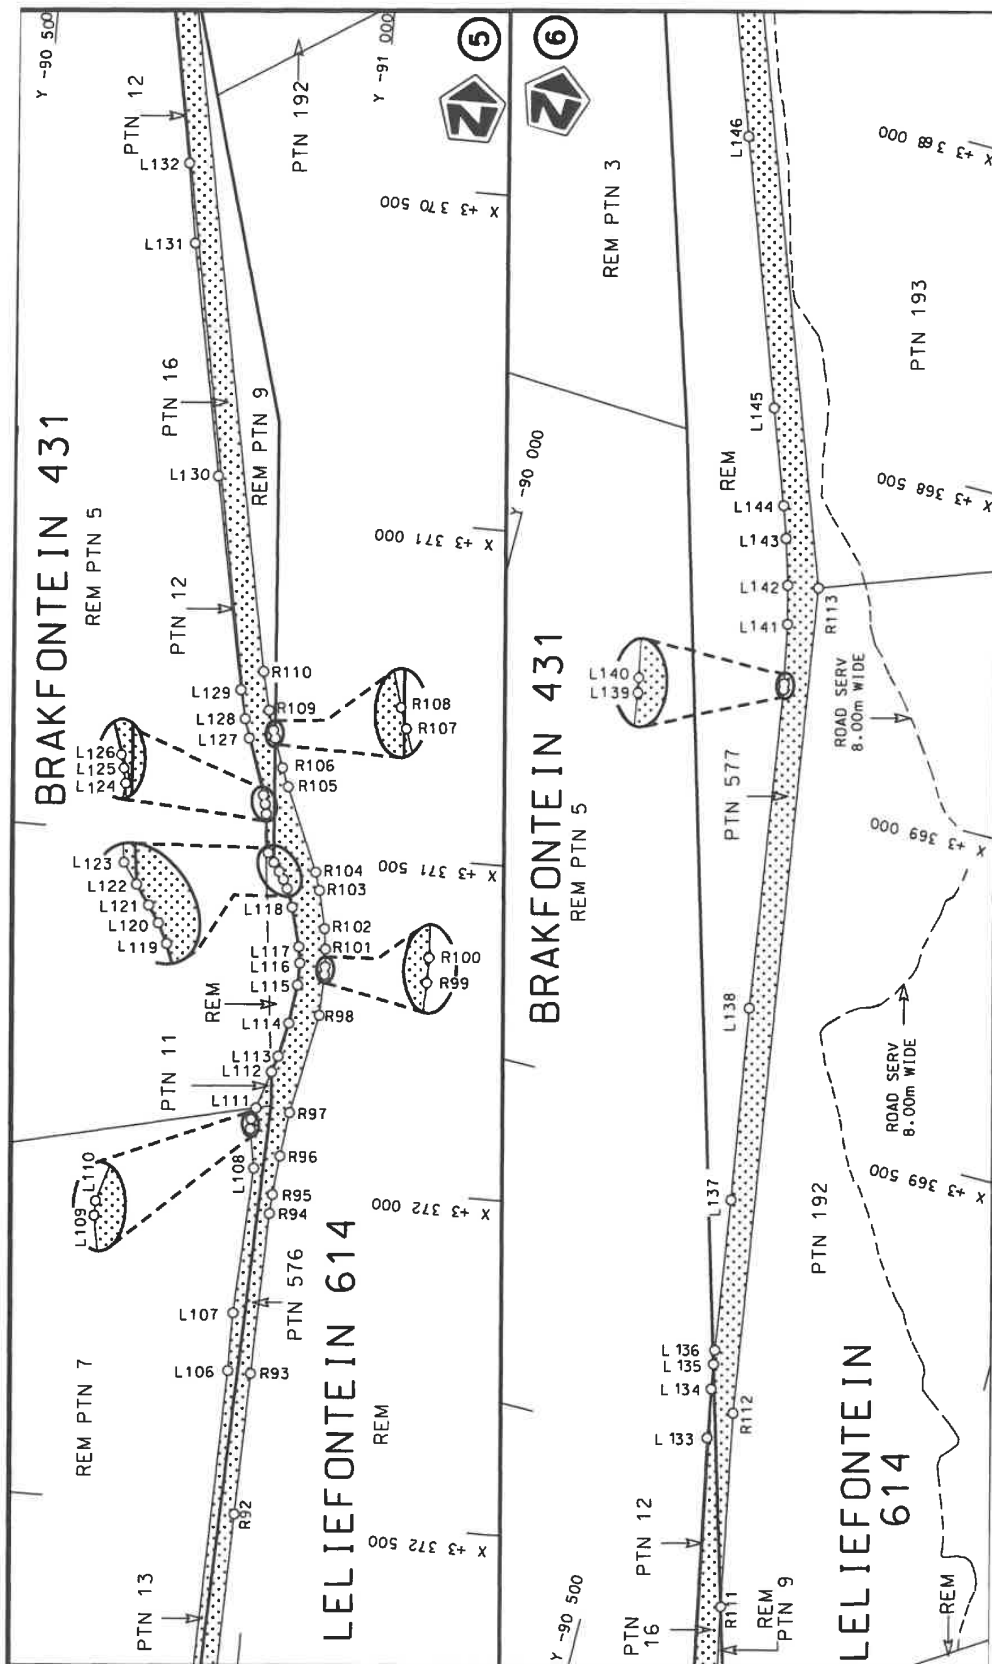 Y -90 500
PTN 12
L132
PTN 192
Y -91 000
5
L131
X +3 370 500
BRAKFONTEIN 431
REM PTN 5
PTN 16
L130
REM PTN 9
X +3 371 000
PTN 12
L129
L128
L127
R110
R109
R108
R107
L126
L125
L124
R106
R105
L123
L122
L121
L120
L119
L118
R104
R103
X +3 371 500
R102
R101
R100
R99
L117
L116
L115
REM
L114
R98
L113
L112
PTN 11
L111
R97
L110
L109
L108
R96
R95
R94
X +3 372 000
L107
PTN 576
L106
R93
REM PTN 7
LELIEFONTEIN 614
REM
R92
X +3 372 500
PTN 13
6
L146
REM PTN 3
X +3 368 000
PTN 193
L145
REM
Y -90 000
L144
L143
X +3 368 500
L142
L141
R113
L140
L139
BRAKFONTEIN 431
REM PTN 5
ROAD SERV
8.00m WIDE
PTN 577
X +3 369 000
L138
ROAD SERV
8.00m WIDE
L137
X +3 369 500
PTN 192
L 136
L 135
L 134
R112
L 133
LELIEFONTEIN
614
PTN 12
PTN
16
R111
REM
PTN 9
Y -90 500
REM